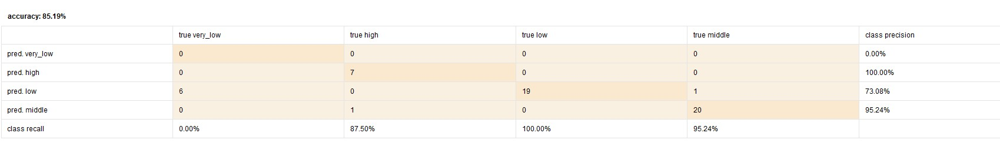 accuracy: 85.19%
true very_low true high true low true middle class precision
pred. very_low 0 0 0 0 0.00%
pred. high 0 7 0 0 100.00%
pred. low 6 0 19 1 73.08%
pred. middle 0 1 0 20 95.24%
class recall 0.00% 87.50% 100.00% 95.24%